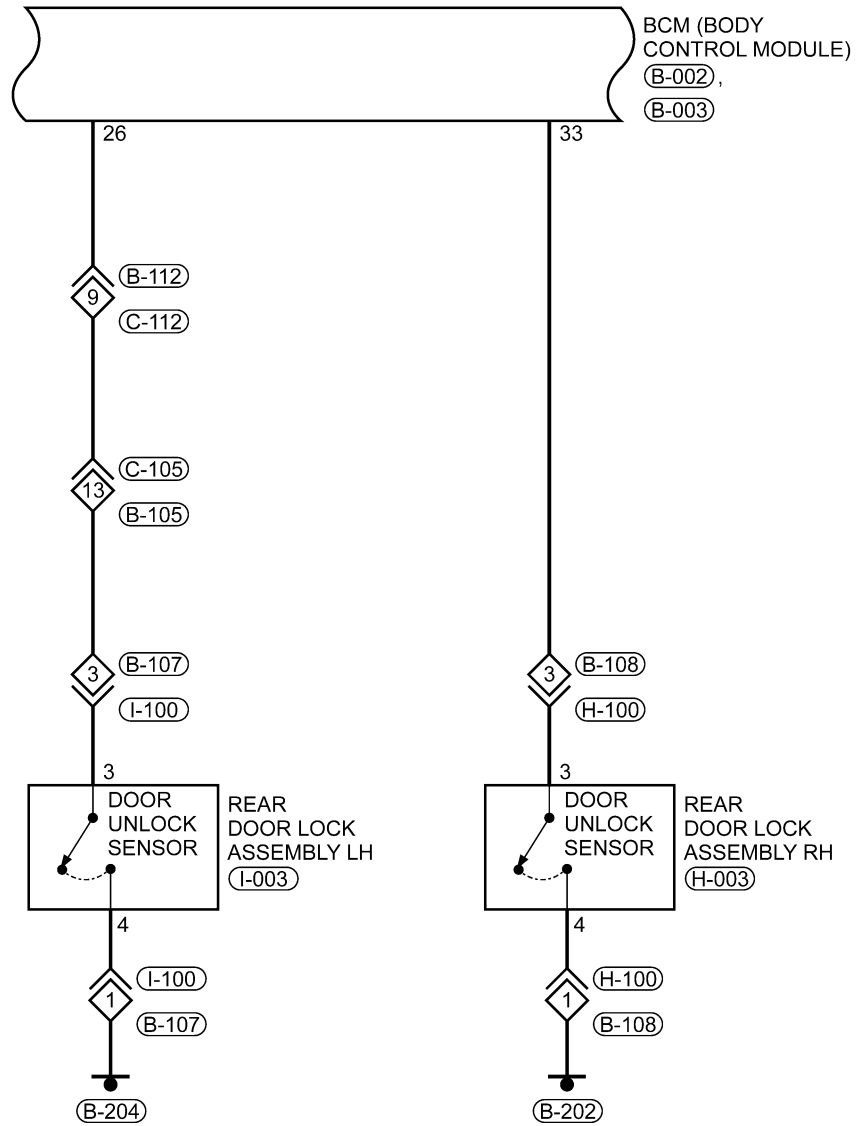 BCM (BODY
CONTROL MODULE)
B-002 ,
B-003
26
33
B-112
9
C-112
C-105
13
B-105
3
B-107
I-100
3
B-108
H-100
3
DOOR
UNLOCK
SENSOR
REAR
DOOR LOCK
ASSEMBLY LH
I-003
3
DOOR
UNLOCK
SENSOR
REAR
DOOR LOCK
ASSEMBLY RH
H-003
4
I-100
1
B-107
B-204
4
H-100
1
B-108
B-202